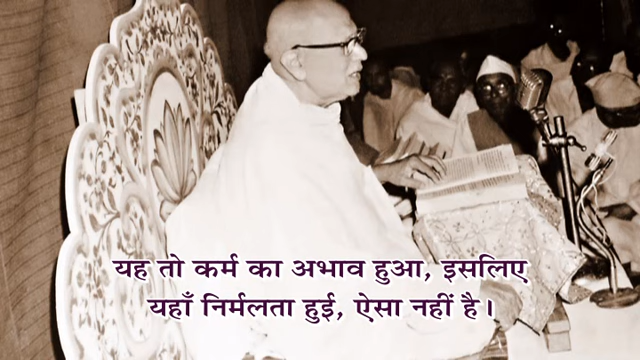 यह तो कर्म का अभाव हुआ, इसलिए
यहाँ निर्मलता हुई, ऐसा नहीं है।